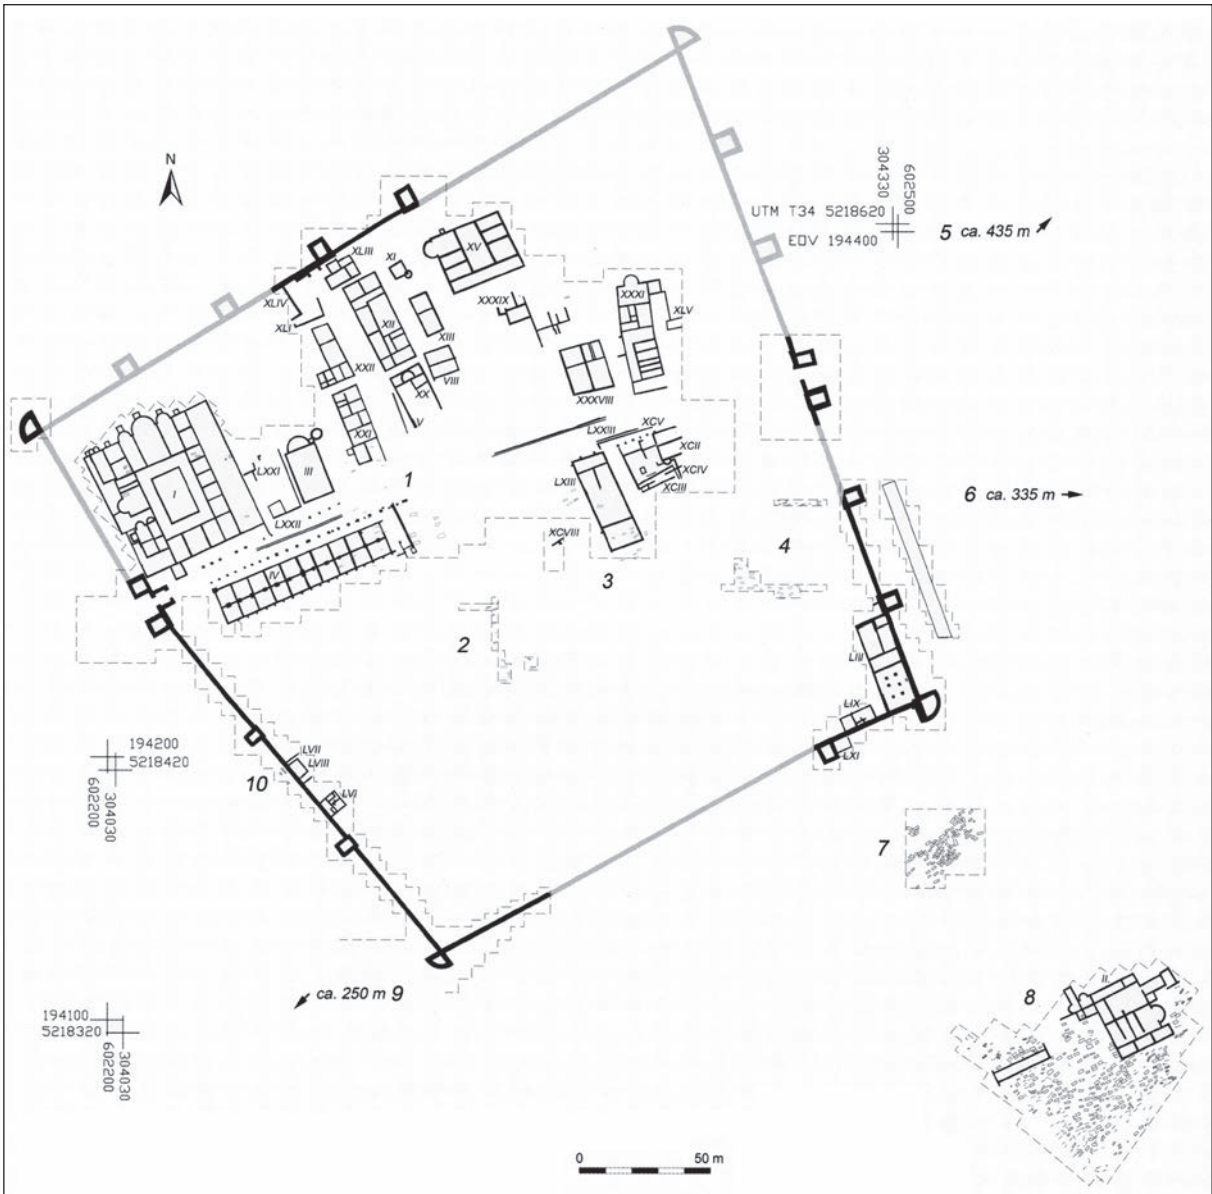 N
304330
602500
UTM T34 5218620
EOV 194400
5 ca. 435 m
XLIII
XI
XV
XLIV
XLI
XII
XIII
XXXIX
XXXI
XLV
XXII
XX
VIII
V
XXXVIII
XXI
LXXIII
XCV
XCII
XCIV
XCIII
LXIII
I
LXXI
III
1
LXXII
IV
XCVIII
6 ca. 335 m
4
3
2
LIII
LIX
LXI
194200
5218420
602200
304030
LVII
LVIII
LVI
10
7
ca. 250 m 9
194100
5218320
602200
304030
8
II.
0 50 m